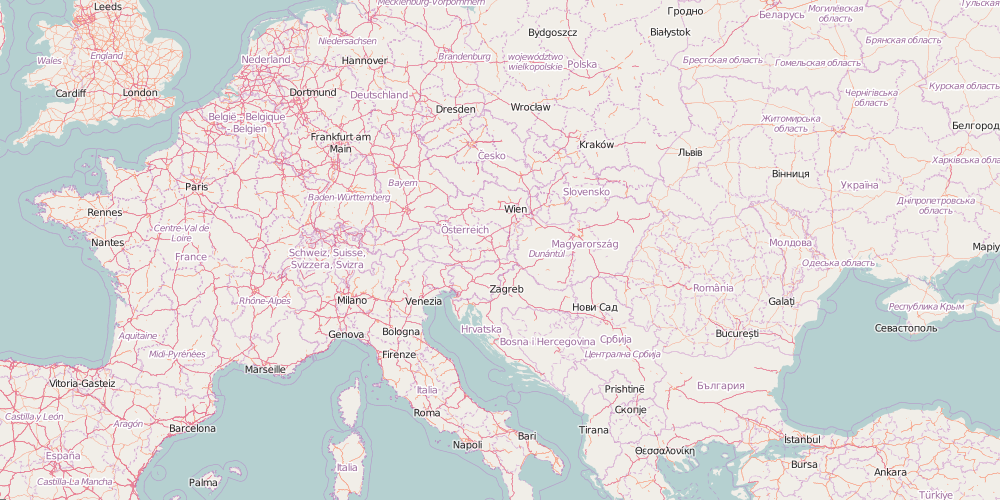 Leeds
Mecklenburg-Vorpommern
Гродно
Беларусь
Могилёвская
область
Тульская
Bydgoszcz
Białystok
Niedersachsen
Брянская область
England
Wales
Nederland
Hannover
Brandenburg
województwo
wielkopolskie
Polska
Брестская область
Гомельская область
Курская область
Cardiff
London
Dortmund
Deutschland
Чернігівська
область
Dresden
Wrocław
België - Belgique
- Belgien
Житомирська
область
Белгород
Frankfurt am
Main
Kraków
Львів
Česko
Харківська обла
Вінниця
Paris
Bayern
Baden-Württemberg
Slovensko
Україна
Дніпропетровська
область
Rennes
Wien
Centre-Val de
Loire
Österreich
Nantes
Magyarország
Молдова
Маріу
France
Schweiz, Suisse,
Svizzera, Svizra
Dunántúl
Одеська область
Zagreb
România
Rhône-Alpes
Milano
Venezia
Нови Сад
Galați
Республика Крым
Севастополь
Aquitaine
Genova
Bologna
Hrvatska
Bosna i Hercegovina
Србија
București
Midi-Pyrénées
Firenze
Централна Србија
Marseille
Vitoria-Gasteiz
Italia
Prishtinë
България
Castilla y León
Aragón
Roma
Скопје
Barcelona
Tirana
Bari
Napoli
İstanbul
España
Θεσσαλονίκη
Italia
Bursa
Ankara
Castilla-La Mancha
Palma
Türkiye